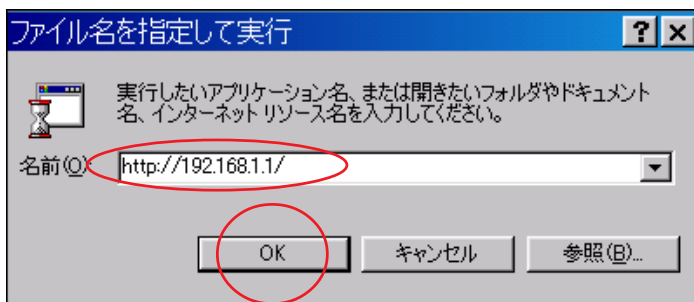 ファイル名を指定して実行
実行したいアプリケーション名、または開きたいフォルダやドキュメント
名、インターネット リソース名を入力してください。
名前(O):
http://192.168.1.1/
OK
キャンセル
参照(B)...